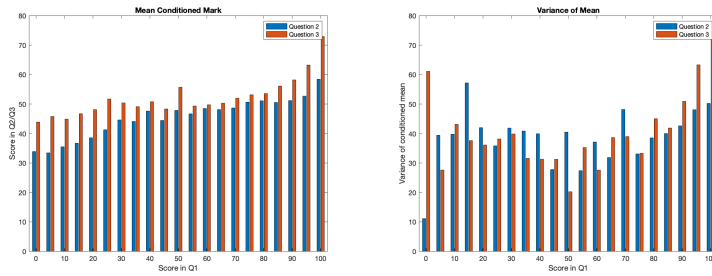 Mean Conditioned Mark
80
70
60
50
40
30
20
10
0
Score in Q2/Q3
Question 2
Question 3
0 10 20 30 40 50 60 70 80 90 100
Score in Q1
Variance of Mean
80
70
60
50
40
30
20
10
0
Variance of conditioned mean
Question 2
Question 3
0 10 20 30 40 50 60 70 80 90 100
Score in Q1